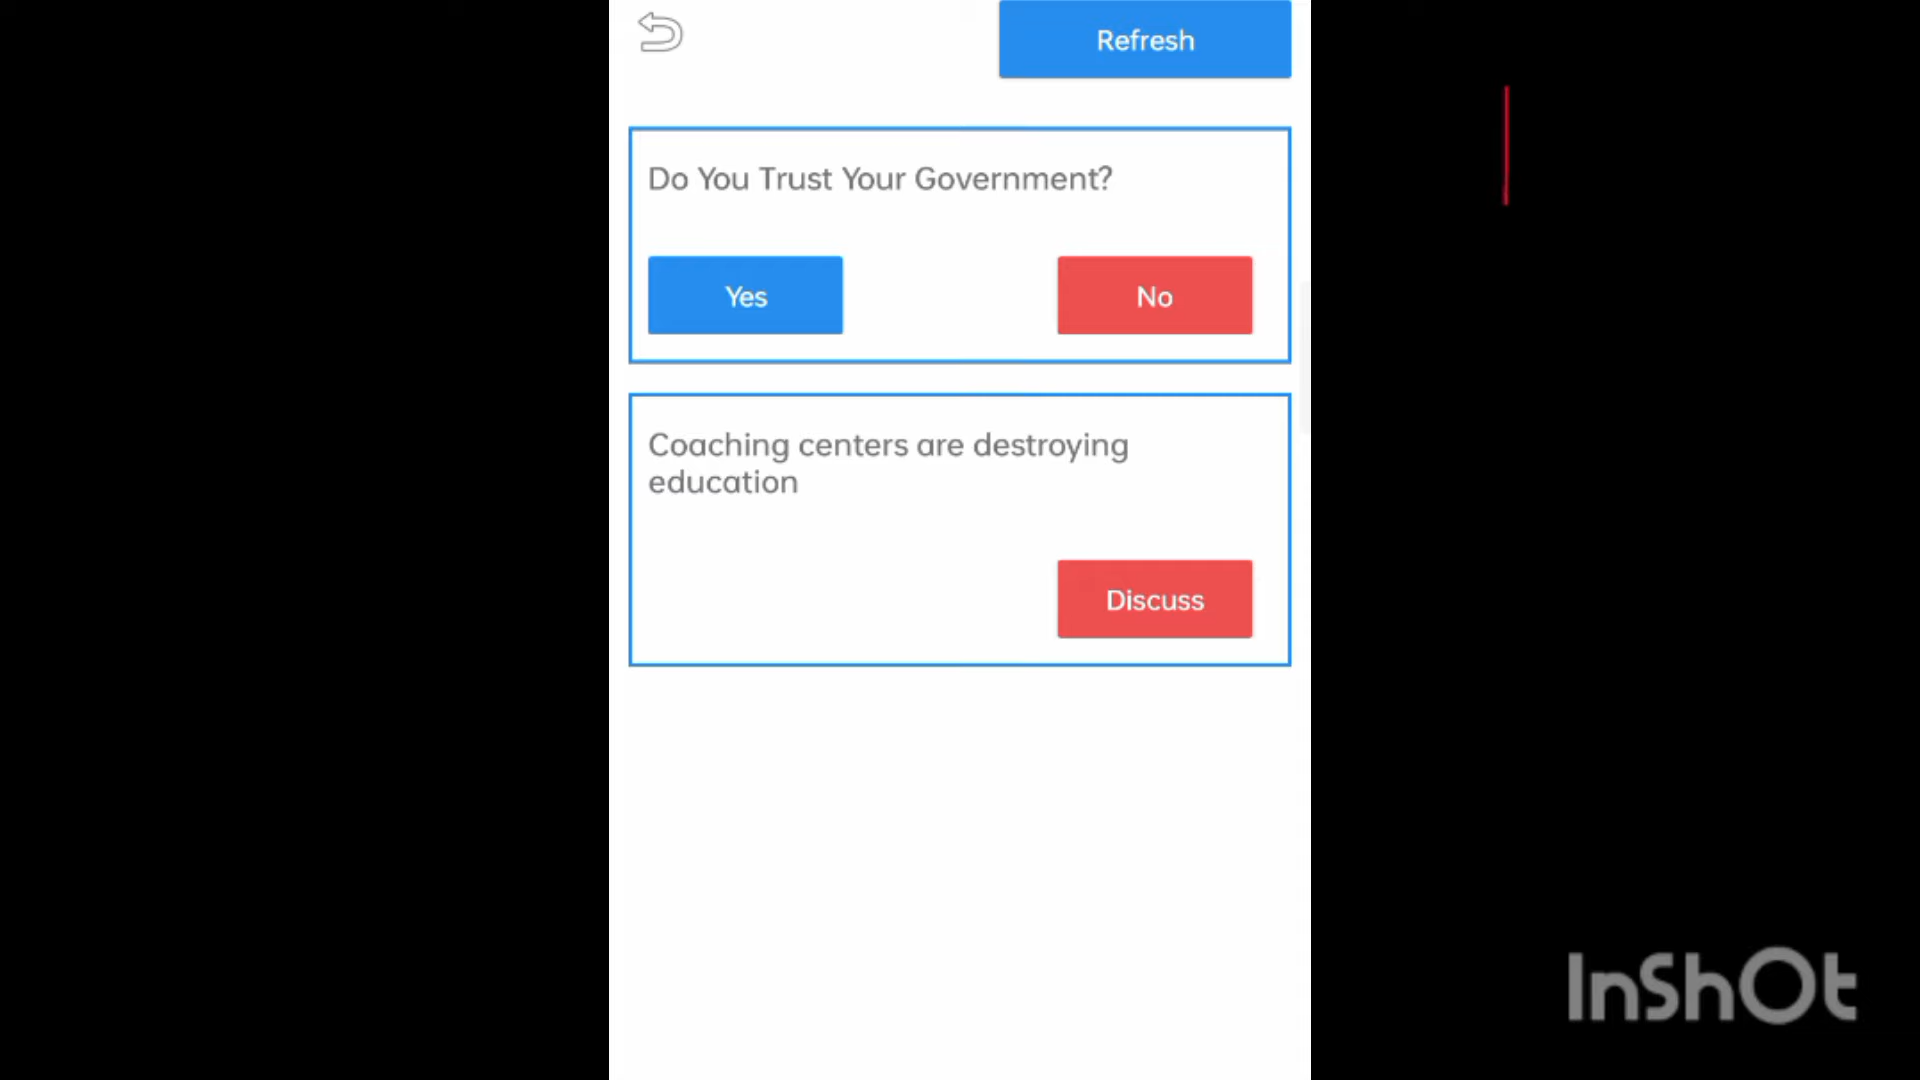 Refresh
Do You Trust Your Government?
Yes
No
Coaching centers are destroying
education
Discuss
InShOt